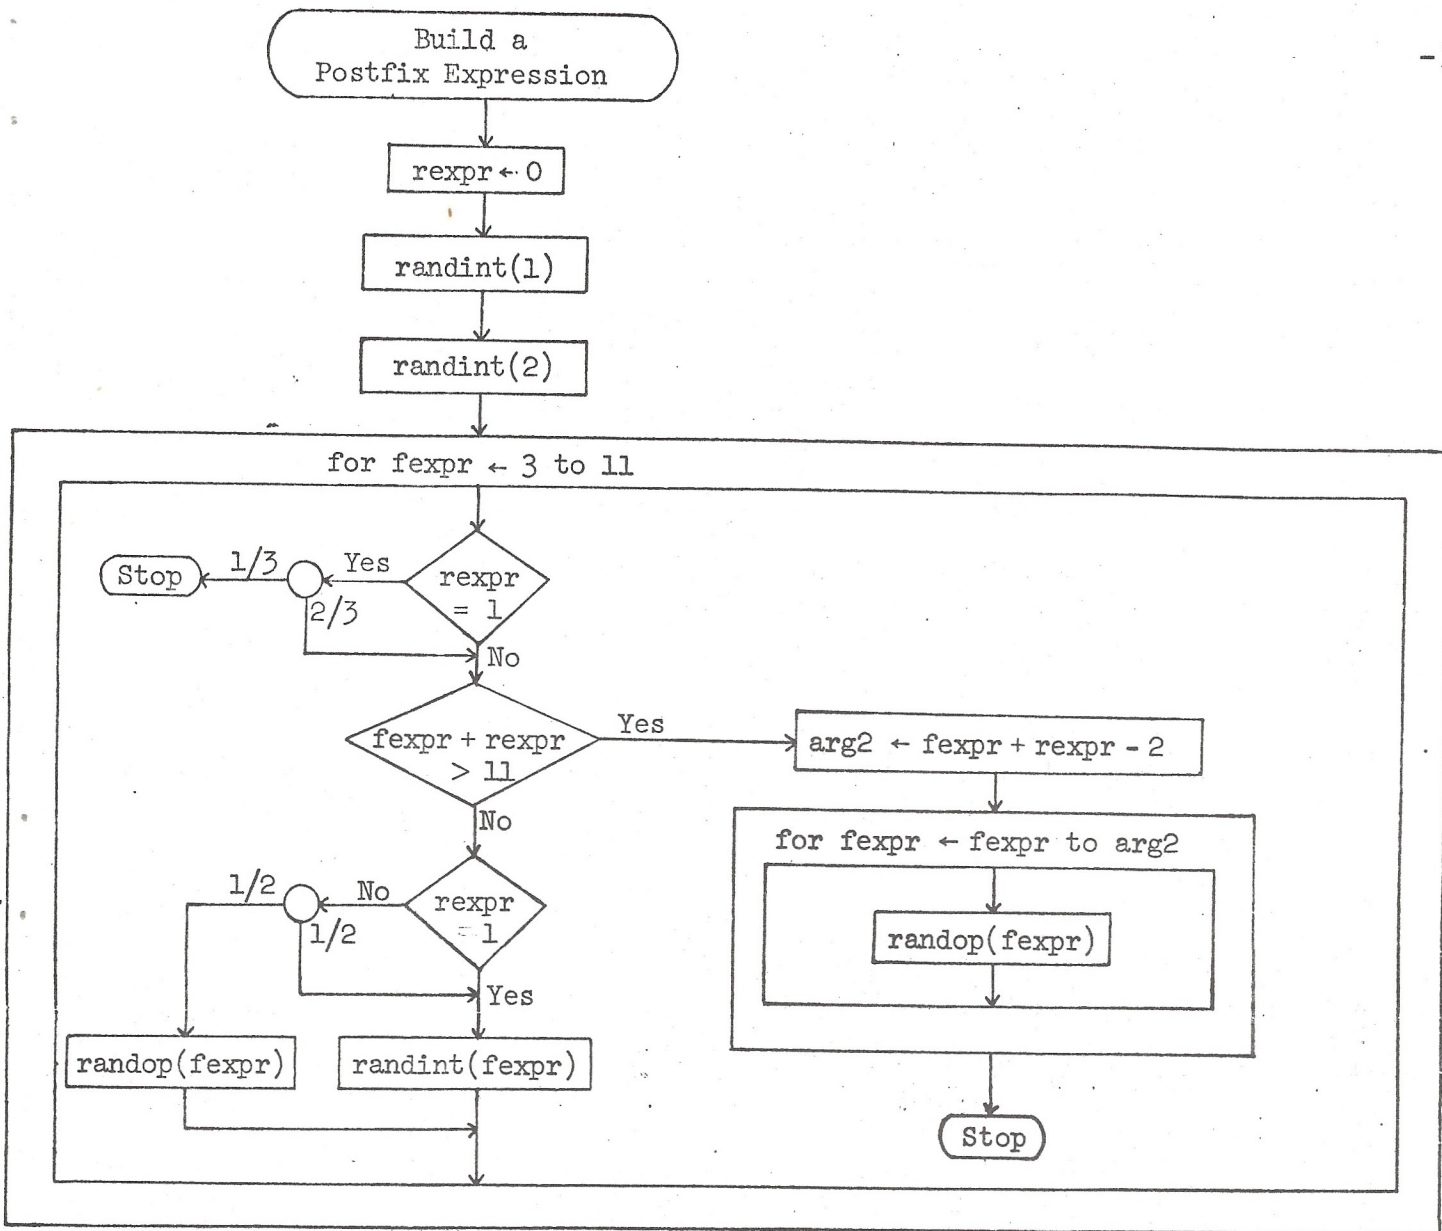 Build a
Postfix Expression
rexpr ← 0
randint(1)
randint(2)
for fexpr ← 3 to 11
Stop
1/3
Yes
2/3
rexpr
= 1
No
fexpr + rexpr
> 11
Yes
arg2 ← fexpr + rexpr - 2
No
for fexpr ← fexpr to arg2
1/2
No
1/2
rexpr
= 1
randop(fexpr)
Yes
randop(fexpr)
randint(fexpr)
Stop